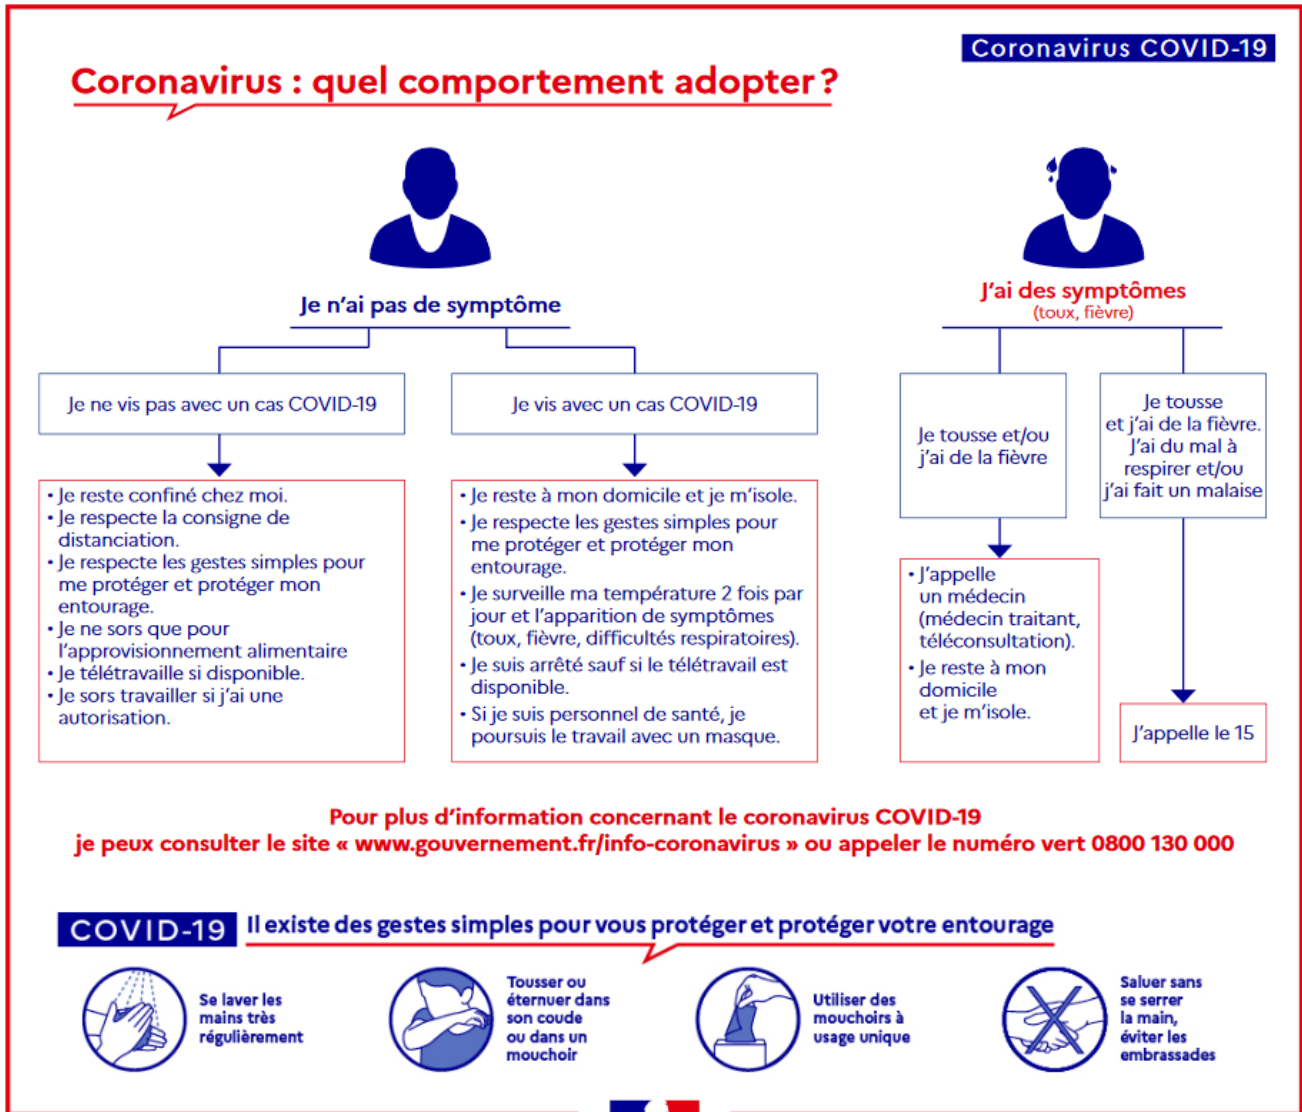 Coronavirus COVID-19
Coronavirus : quel comportement adopter ?
Je n'ai pas de symptôme
Je ne vis pas avec un cas COVID-19
• Je reste confiné chez moi.
• Je respecte la consigne de
distanciation.
• Je respecte les gestes simples pour
me protéger et protéger mon
entourage.
• Je ne sors que pour
l'approvisionnement alimentaire
• Je télétravaille si disponible.
• Je sors travailler si j'ai une
autorisation.
Je vis avec un cas COVID-19
• Je reste à mon domicile et je m'isole.
• Je respecte les gestes simples pour
me protéger et protéger mon
entourage.
• Je surveille ma température 2 fois par
jour et l'apparition de symptômes
(toux, fièvre, difficultés respiratoires).
• Je suis arrêté sauf si le télétravail est
disponible.
• Si je suis personnel de santé, je
poursuis le travail avec un masque.
J'ai des symptômes
(toux, fièvre)
Je tousse et/ou
j'ai de la fièvre
• J'appelle
un médecin
(médecin traitant,
téléconsultation).
• Je reste à mon
domicile
et je m'isole.
Je tousse
et j'ai de la fièvre.
J'ai du mal à
respirer et/ou
j'ai fait un malaise
J'appelle le 15
Pour plus d'information concernant le coronavirus COVID-19
je peux consulter le site « www.gouvernement.fr/info-coronavirus » ou appeler le numéro vert 0800 130 000
COVID-19 Il existe des gestes simples pour vous protéger et protéger votre entourage
Se laver les
mains très
régulièrement
Tousser ou
éternuer dans
son coude
ou dans un
mouchoir
Utiliser des
mouchoirs à
usage unique
Saluer sans
se serrer
la main,
éviter les
embrassades